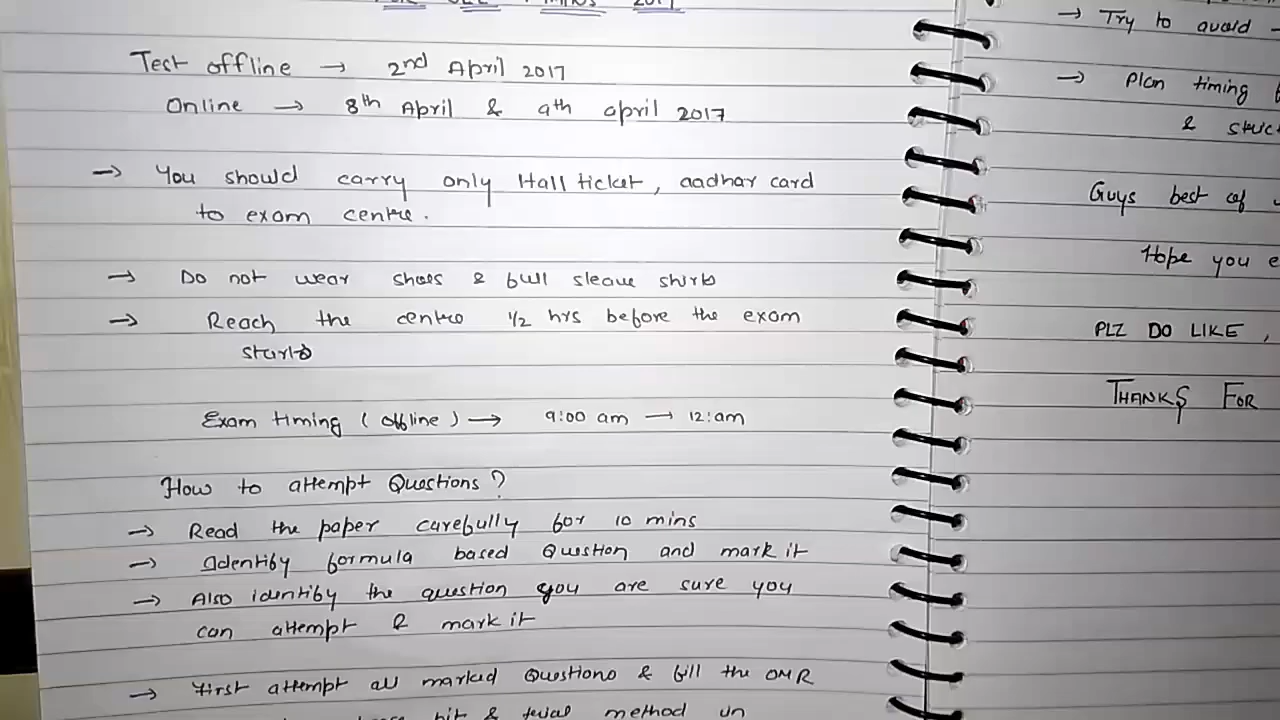 2017
Test offline → 2nd April 2017
Online → 8th April & 9th april 2017
→ You should carry only Hall ticket, aadhar card
to exam centre.
→ Do not wear shoes & full sleave shirts
→ Reach the centre 1/2 hrs before the exam
starts
Exam timing (offline) → 9:00 am → 12:am
How to attempt Questions?
→ Read the paper carefully for 10 mins
→ Identify formula based Question and mark it
→ Also identify the question you are sure you
can attempt & mark it
→ First attempt all marked Questions & fill the OMR
hit & trial method
→ Try to avoid
→ Plan timing
&
Guys best of
Hope you
PLZ DO LIKE,
THANKS FOR